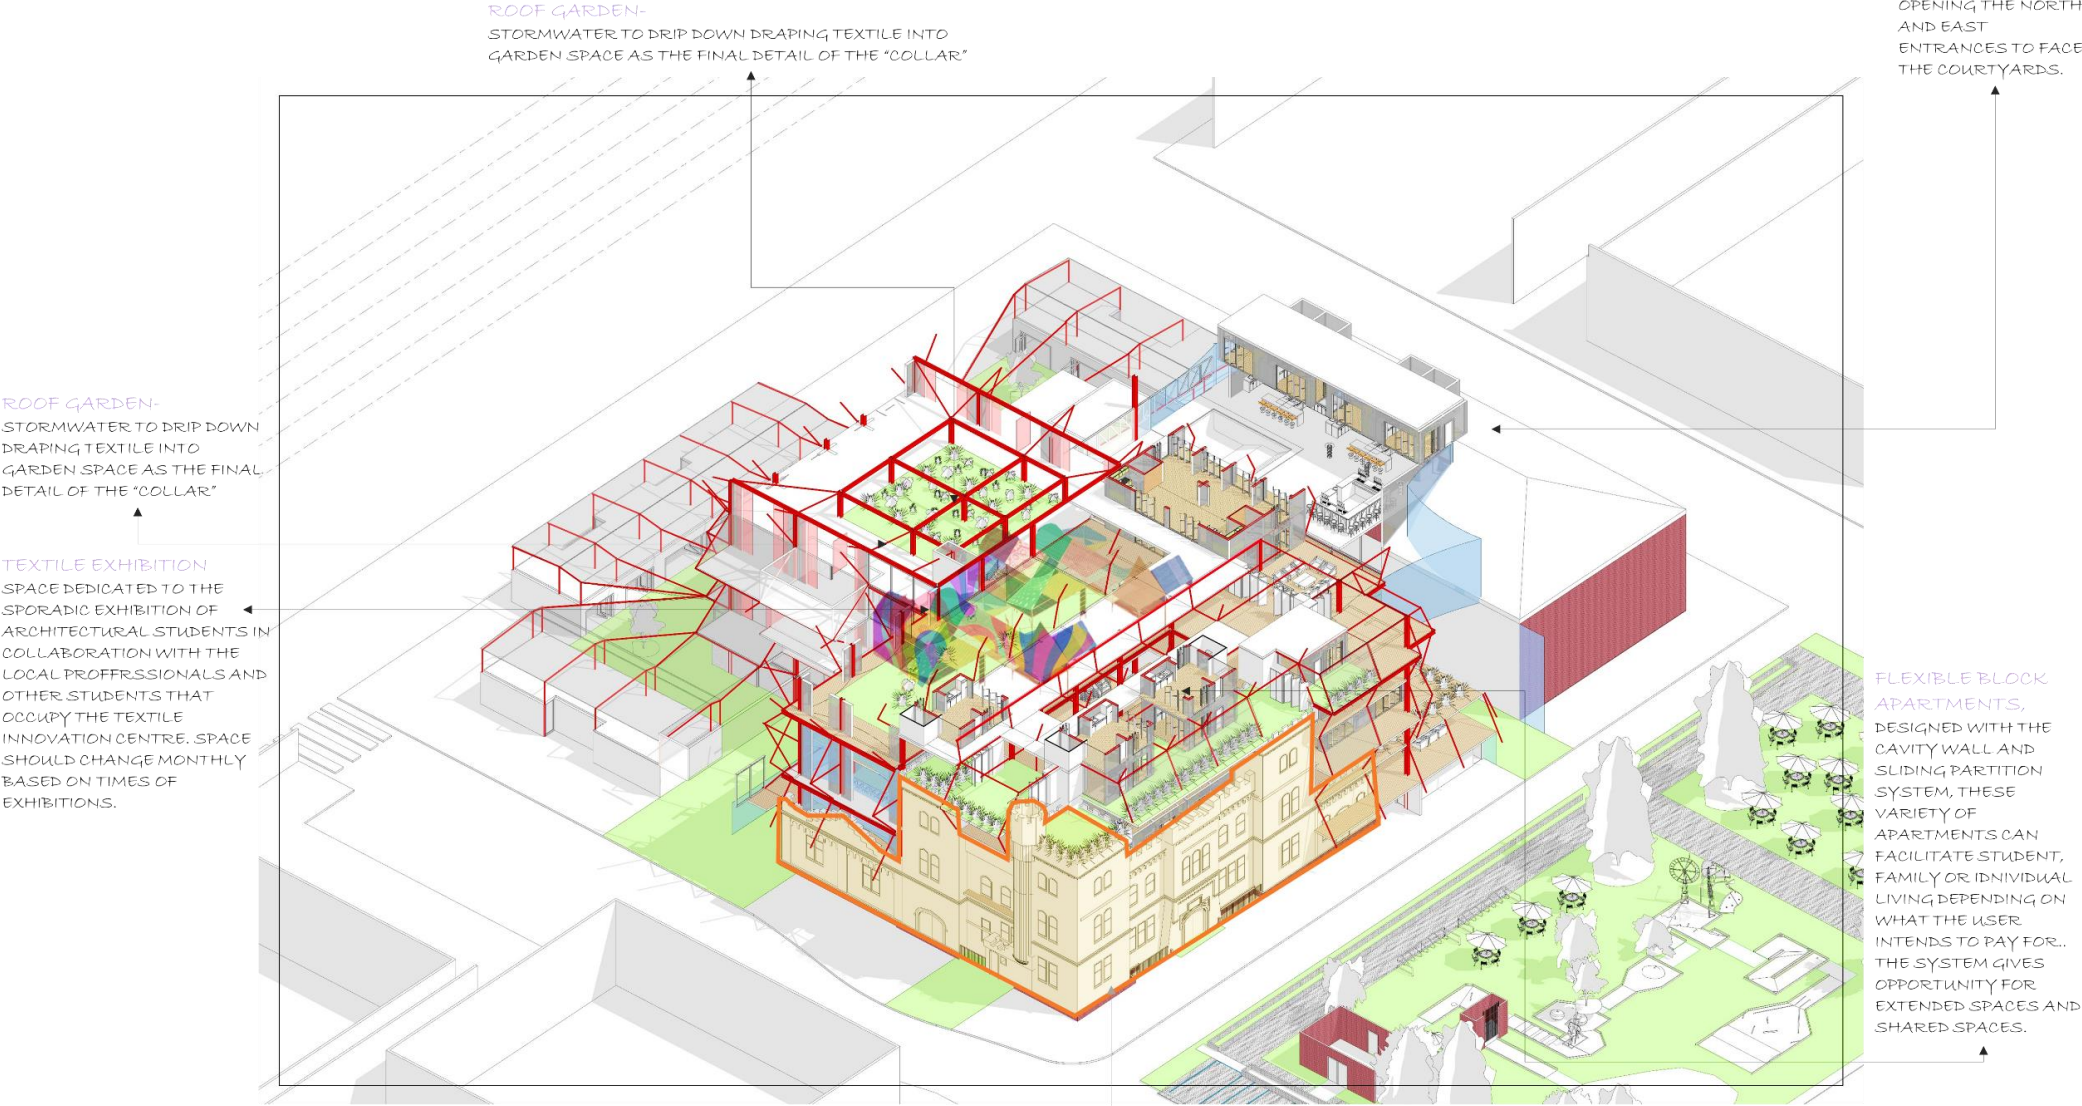 ROOF GARDEN-
STORMWATER TO DRIP DOWN DRAPING TEXTILE INTO
GARDEN SPACE AS THE FINAL DETAIL OF THE "COLLAR"
OPENING THE NORTH
AND EAST
ENTRANCES TO FACE
THE COURTYARDS.
ROOF GARDEN-
STORMWATER TO DRIP DOWN
DRAPING TEXTILE INTO
GARDEN SPACE AS THE FINAL
DETAIL OF THE "COLLAR"
TEXTILE EXHIBITION
SPACE DEDICATED TO THE
SPORADIC EXHIBITION OF
ARCHITECTURAL STUDENTS IN
COLLABORATION WITH THE
LOCAL PROFFRSSIONALS AND
OTHER STUDENTS THAT
OCCUPY THE TEXTILE
INNOVATION CENTRE. SPACE
SHOULD CHANGE MONTHLY
BASED ON TIMES OF
EXHIBITIONS.
FLEXIBLE BLOCK
APARTMENTS,
DESIGNED WITH THE
CAVITY WALL AND
SLIDING PARTITION
SYSTEM, THESE
VARIETY OF
APARTMENTS CAN
FACILITATE STUDENT,
FAMILY OR IDNIVIDUAL
LIVING DEPENDING ON
WHAT THE USER
INTENDS TO PAY FOR..
THE SYSTEM GIVES
OPPORTUNITY FOR
EXTENDED SPACES AND
SHARED SPACES.